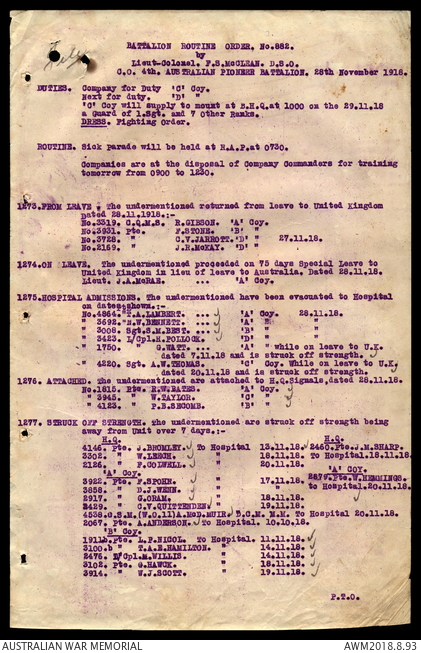 File
BATTALION ROUTINE ORDER. No.882.
by
Lieut-Colonel. F.S.McCLEAN. D.S.O.
C.O. 4th. AUSTRALIAN PIONEER BATTALION. 28th November 1918.
DUTIES. Company for Duty 'C' Coy.
Next for duty. 'D' "
'C' Coy will supply to mount at B.H.Q.at 1000 on the 29.11.18
a Guard of 1.Sgt. and 7 Other Ranks.
DRESS. Fighting Order.
ROUTINE. Sick Parade will be held at R.A.P.at 0730.
Companies are at the disposal of Company Commanders for training
tomorrow from 0900 to 1230.
1273.FROM LEAVE. The undermentioned returned from leave to United Kingdom
Dated 28.11.1918.:-
No.3519. C.Q.M.S. R.GIBSON. 'A' Coy.
No.3931. Pte. F.STONE. 'B' "
No.3728. " C.V.JARROTT.'D' " 27.11.18.
No.2169. " J.R.McKAY. 'D' "
1274.ON LEAVE. The undermentioned proceeded on 75 days Special Leave to
United Kingdom in lieu of leave to Australia. Dated 28.11.18.
Lieut. J.A.McRAE. ... 'A' Coy.
1275.HOSPITAL ADMISSIONS. The undermentioned have been evacuated to Hospital
on dates shown:-
No.4864. T.A.LAMBERT. ... 'A' Coy. 28.11.18.
3692. H.W.BENNETT. ... 'A' " "
3008. Sgt.S.M.BEST. ... 'B' " "
3423. L/Cpl.H.POLLOCK. 'D' " "
1750. " G.WATT. ... 'A' " while on leave to U.K.
dated 7.11.18 and is struck off strength.
4220. Sgt. A.W.THOMAS. 'C' Coy. While on leave to U.K.
dated 20.11.18 and is struck off strength.
1276. ATTACHED. The undermentioned are attached to H.Q.Signals,dated 28.11.18.
No.1815. Pte. R.W.BATES. 'A' Coy.
" 3945. " W.TAYLOR. 'C' "
" 4123. " P.B.SECOMB. 'B' "
1277. STRUCK OFF STRENGTH. The undermentioned are struck off strength being
away from Unit over 7 days.:-
H.Q. H.Q.
4146. Pte. J.BROMLEY. To Hospital 13.11.18. 2460.Pte.J.M.SHARP.
3302. " W.LEECH. " 18.11.18. To Hospital.18.11.18.
2126. " F.COLWELL. " 20.11.18. 'A' Coy.
'A' Coy. Pte.W.HEMMINGS.
3922. Pte. F.SPOHN. " 17.11.18. to Hospital.20.11.18.
3858. " D.J.WENN. "
2917. " G.ORAM. " 18.11.18.
2429. " C.V.QUITTENDEN. " 19.11.18.
4538.C.S.M.(W.O.11)A.McD.MUIR. D.C.M. M.M. To Hospital 20.11.18.
2067. Pte. A.ANDERSON. To Hospital. 10.10.18.
'B' Coy.
1911b. Pte. L.P.NICOL. To Hospital. 11.11.18.
3100.b " T.A.E.HAMILTON. " 14.11.18.
2476. L/Cpl.M.WILLIS. " 14.11.18.
3102. Pte. G.HAWCK. " 18.11.18.
3914. " W.J.SCOTT. " 19.11.18.
P.T.O.
AUSTRALIAN WAR MEMORIAL AWM2018.8.93